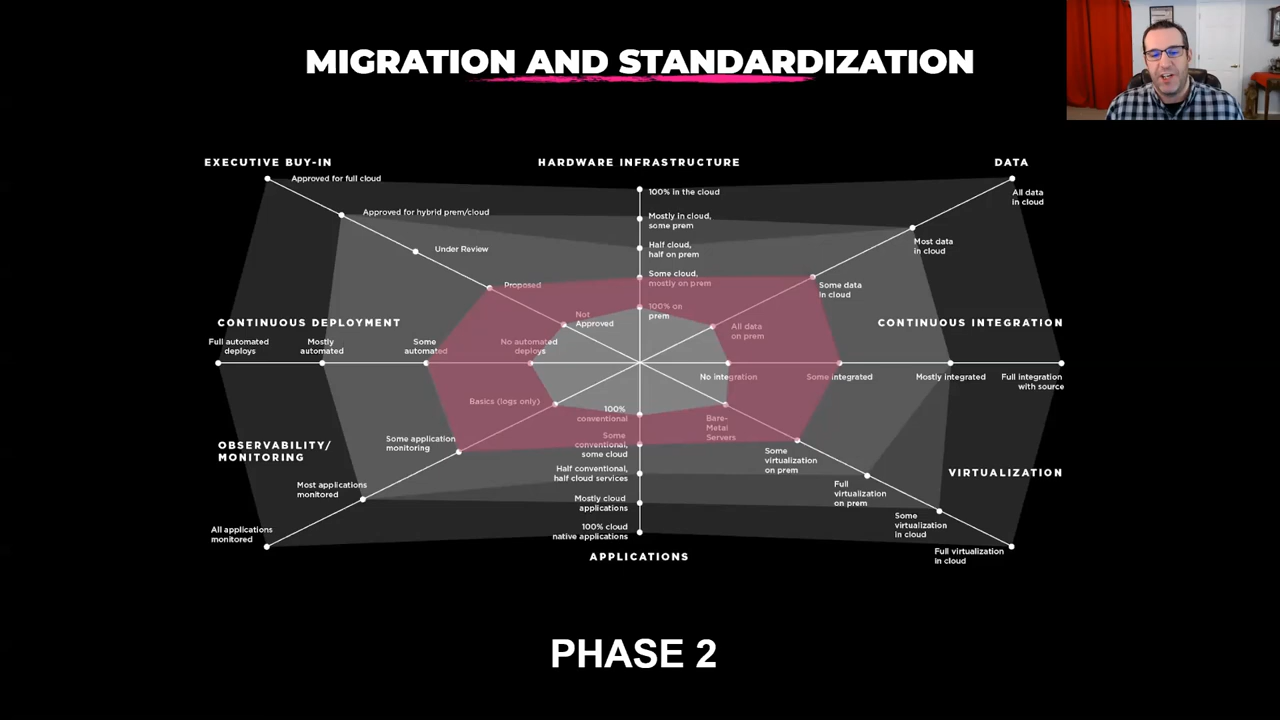 MIGRATION AND STANDARDIZATION
EXECUTIVE BUY-IN
Approved for full cloud
Approved for hybrid prem/cloud
Under Review
Proposed
Not
Approved
HARDWARE INFRASTRUCTURE
100% in the cloud
Mostly in cloud,
some prem
Half cloud,
half on prem
Some cloud,
mostly on prem
100% on
prem
DATA
All data
in cloud
Most data
in cloud
Some data
in cloud
All data
on prem
CONTINUOUS DEPLOYMENT
Full automated
deploys
Mostly
automated
Some
automated
No automated
deploys
CONTINUOUS INTEGRATION
No integration
Some integrated
Mostly integrated
Full integration
with source
OBSERVABILITY/
MONITORING
Basics (logs only)
Some application
monitoring
Most applications
monitored
All applications
monitored
100%
conventional
Some
conventional,
some cloud
Half conventional,
half cloud services
Mostly cloud
applications
100% cloud
native applications
APPLICATIONS
VIRTUALIZATION
Bare-
Metal
Servers
Some
virtualization
on prem
Full
virtualization
on prem
Some
virtualization
in cloud
Full virtualization
in cloud
PHASE 2